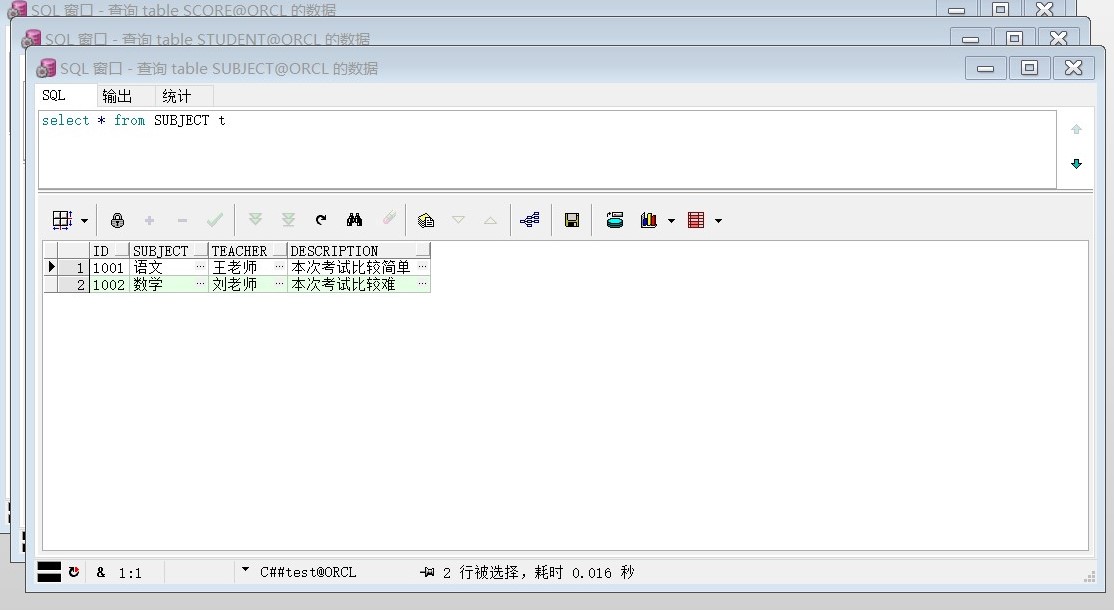 SQL 窗口 - 查询 table SCORE@ORCL 的数据
SQL 窗口 - 查询 table STUDENT@ORCL 的数据
SQL 窗口 - 查询 table SUBJECT@ORCL 的数据
SQL 输出 统计
select * from SUBJECT t
ID SUBJECT TEACHER DESCRIPTION
1 1001 语文 ... 王老师 ... 本次考试比较简单 ...
2 1002 数学 ... 刘老师 ... 本次考试比较难 ...
& 1:1 C##test@ORCL 2 行被选择，耗时 0.016 秒